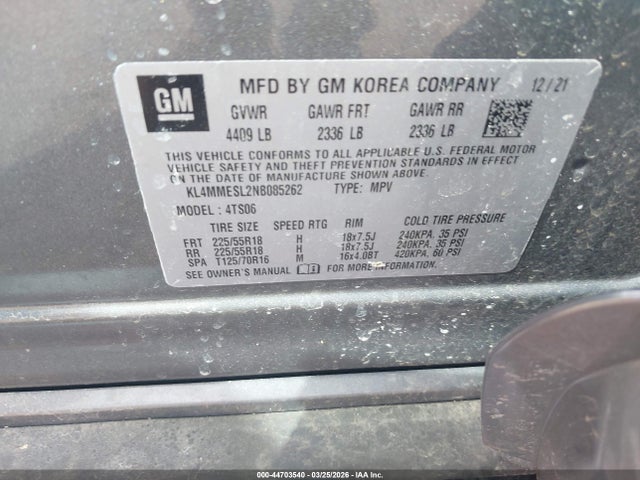 GM MFD BY GM KOREA COMPANY 12/21
GVWR GAWR FRT GAWR RR
4409 LB 2336 LB 2336 LB
THIS VEHICLE CONFORMS TO ALL APPLICABLE U.S. FEDERAL MOTOR
VEHICLE SAFETY AND THEFT PREVENTION STANDARDS IN EFFECT
ON THE DATE OF MANUFACTURE SHOWN ABOVE.
KL4MMESL2NB085262 TYPE: MPV
MODEL: 4TS06
TIRE SIZE SPEED RTG RIM COLD TIRE PRESSURE
FRT 225/55R18 H 18x7.5J 240KPA. 35 PSI
RR 225/55R18 H 18x7.5J 240KPA. 35 PSI
SPA T125/70R16 M 16x4.0BT 420KPA. 60 PSI
SEE OWNER'S MANUAL FOR MORE INFORMATION.
000-44703540 - 03/25/2026 - IAA Inc.